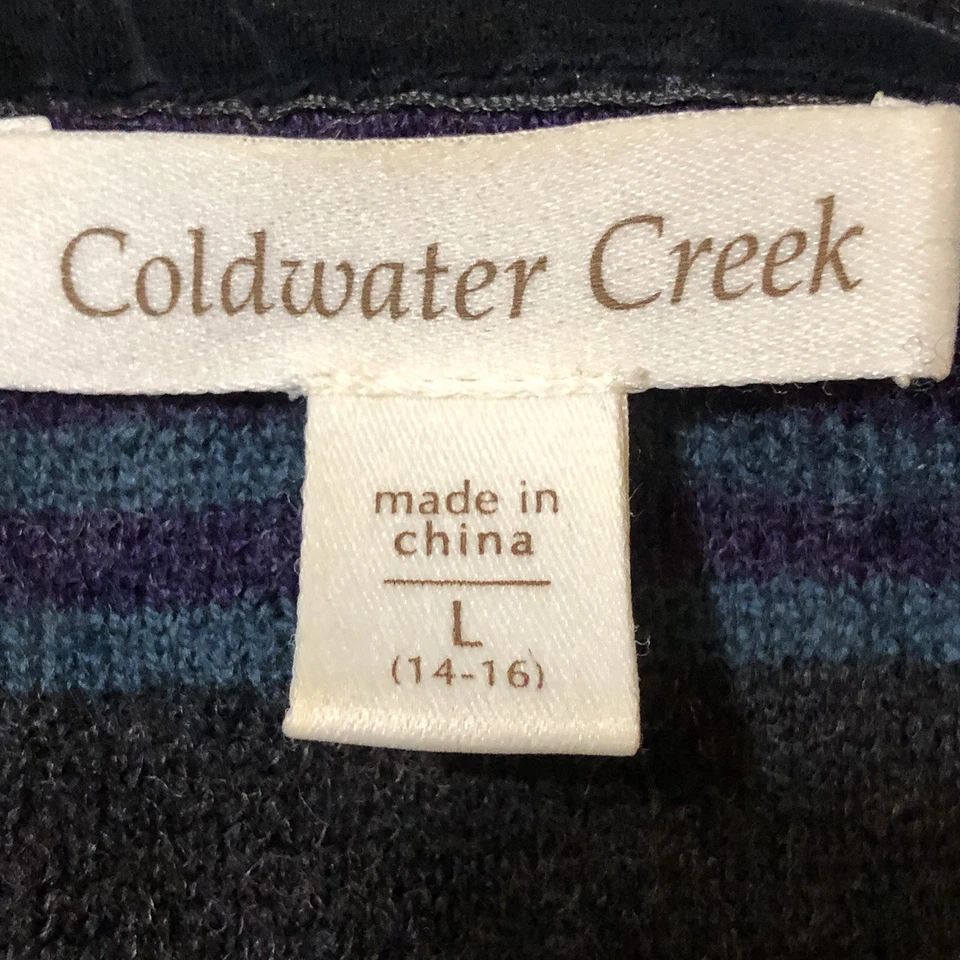 Coldwater Creek
made in
china
L
(14-16)